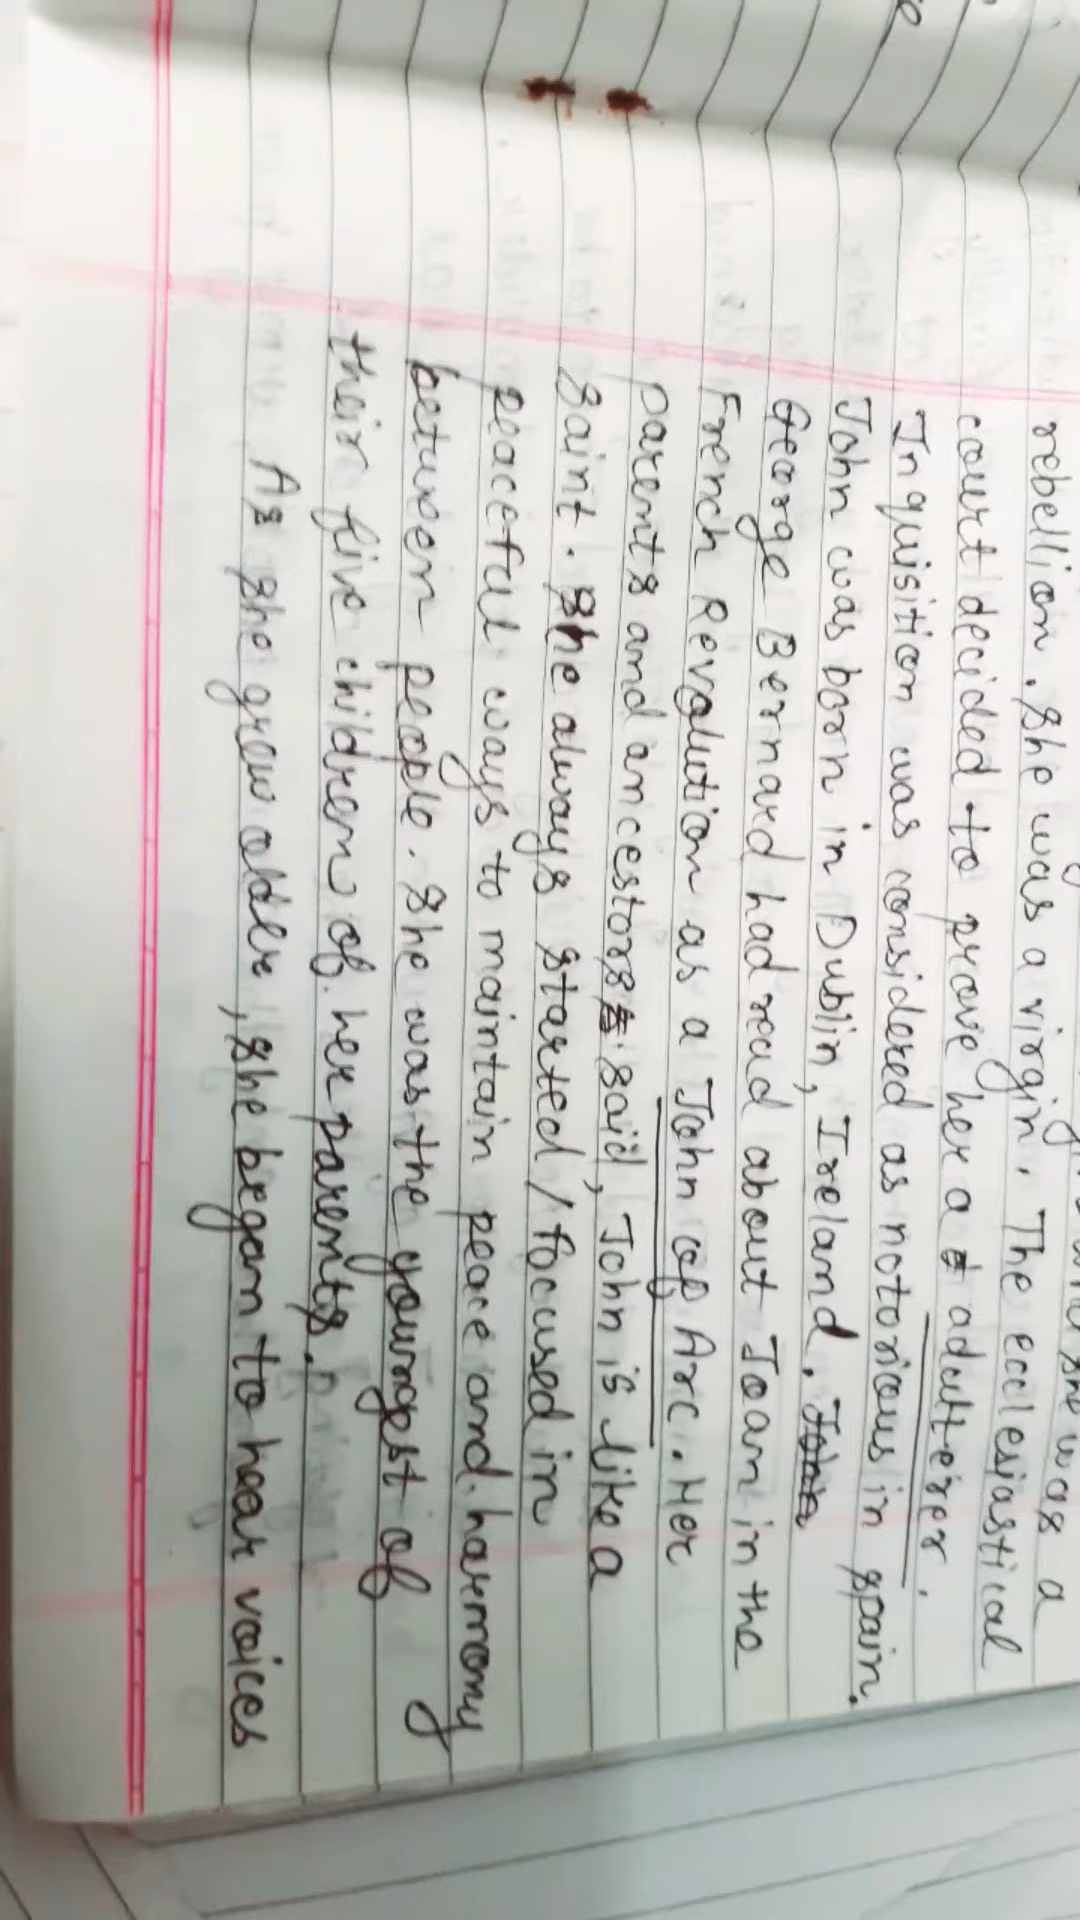 she was a
rebellion, she was a virgin. The ecclesiastical
court decided to prove her a adulterer.
Inquisition was considered as notorious in spain.
John was born in Dublin, Ireland.
George Bernard had read about Joan in the
French Revolution as a John of Arc. Her
parents and ancestors said, John is like a
saint. She always started/focused in
peaceful ways to maintain peace and harmony
between people. She was the youngest of
their five children of her parents.
As she grew older, she began to hear voices